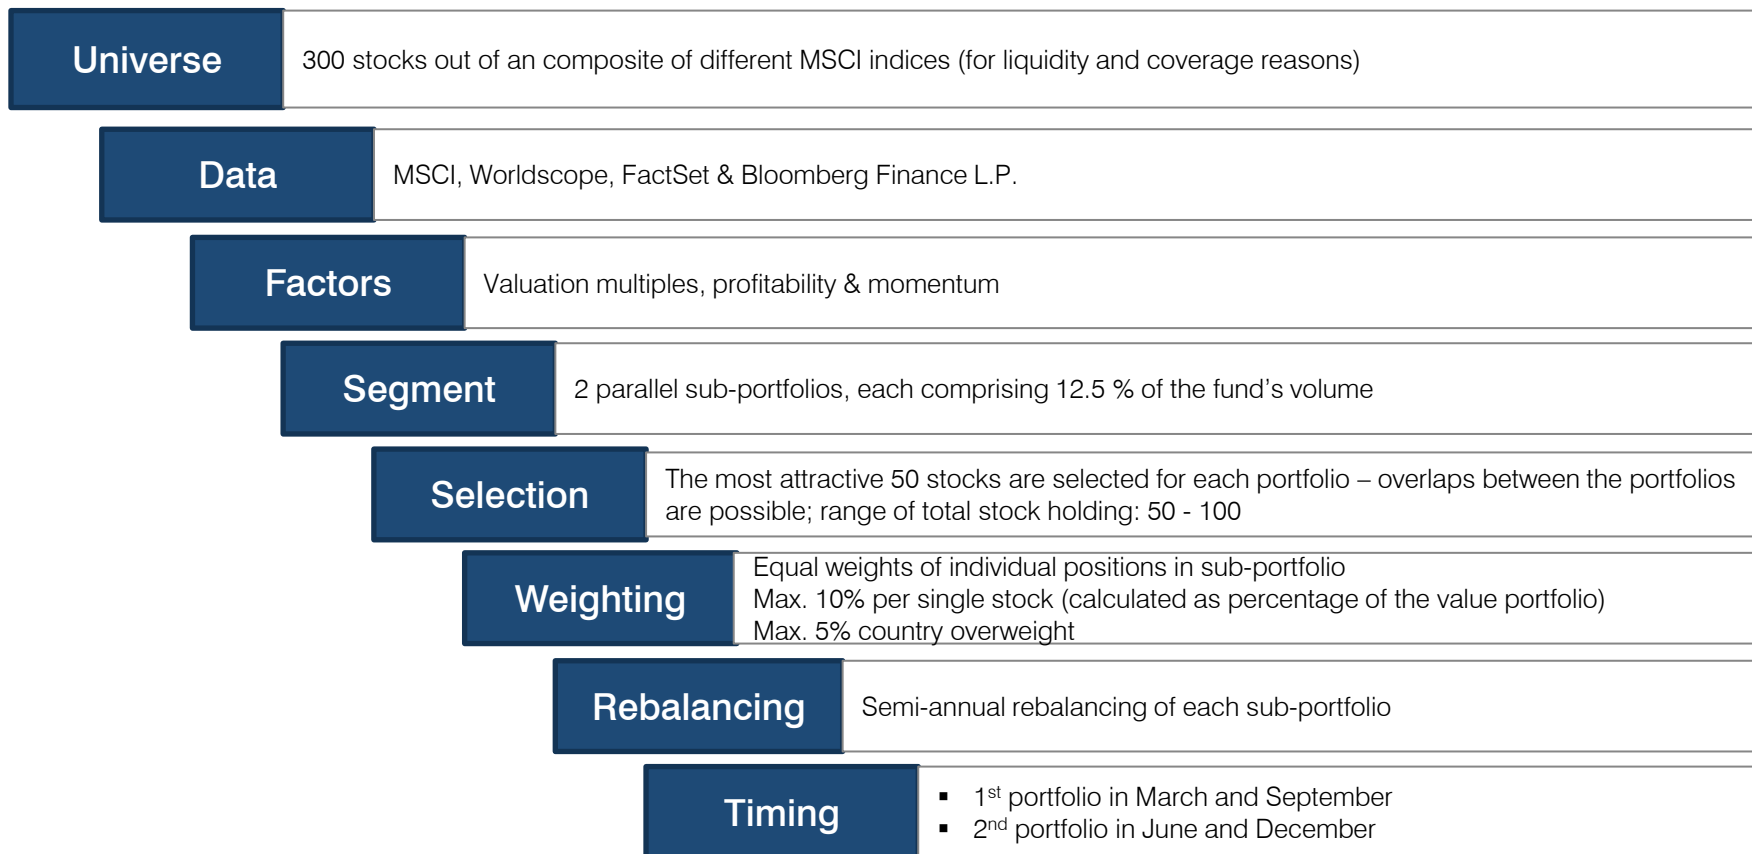 Universe
300 stocks out of an composite of different MSCI indices (for liquidity and coverage reasons)
Data
MSCI, Worldscope, FactSet & Bloomberg Finance L.P.
Factors
Valuation multiples, profitability & momentum
Segment
2 parallel sub-portfolios, each comprising 12.5 % of the fund’s volume
Selection
The most attractive 50 stocks are selected for each portfolio – overlaps between the portfolios
are possible; range of total stock holding: 50 - 100
Weighting
Equal weights of individual positions in sub-portfolio
Max. 10% per single stock (calculated as percentage of the value portfolio)
Max. 5% country overweight
Rebalancing
Semi-annual rebalancing of each sub-portfolio
Timing
▪ 1st portfolio in March and September
▪ 2nd portfolio in June and December